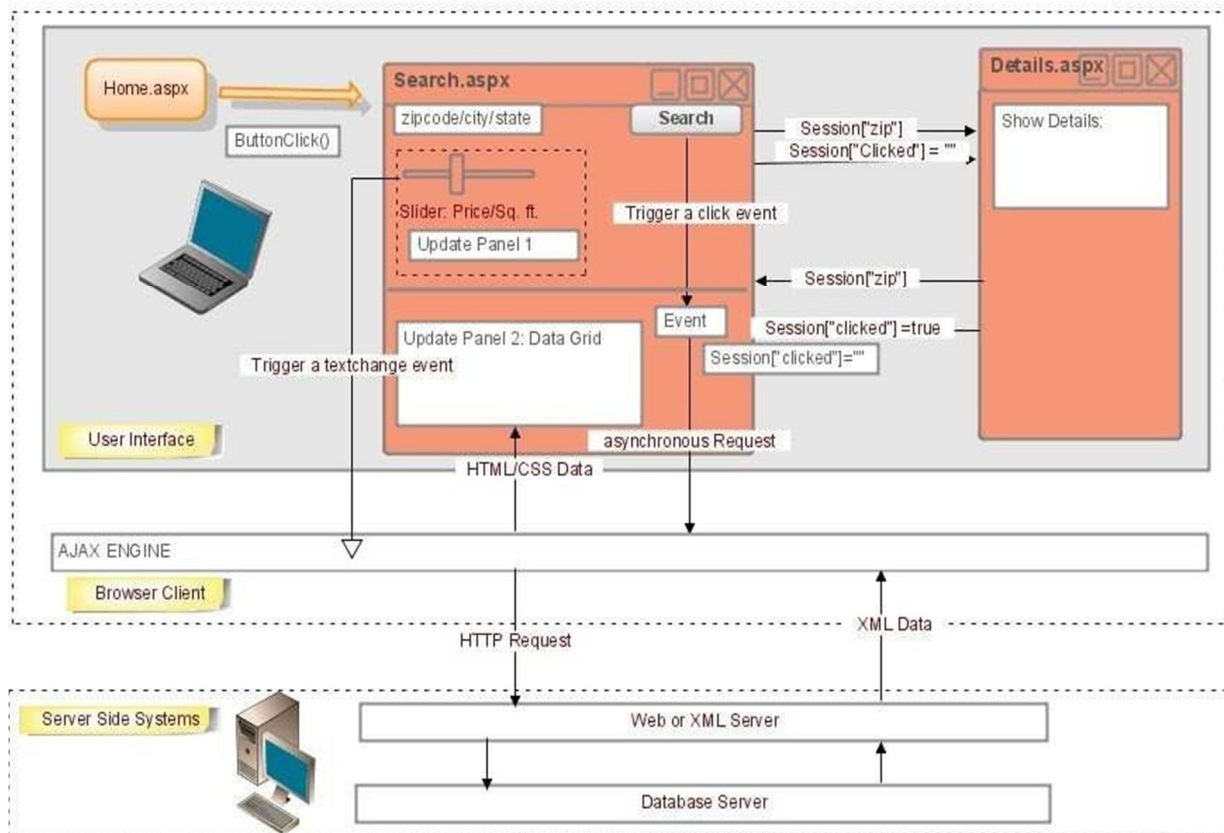 Home.aspx
ButtonClick()
Search.aspx
zipcode/city/state
Search
Slider: Price/Sq. ft.
Update Panel 1
Trigger a click event
Session["zip"]
Session["Clicked"] = ""
Details.aspx
Show Details:
Session["zip"]
Session["clicked"] =true
Event
Session["clicked"]=""
Update Panel 2: Data Grid
Trigger a textchange event
User Interface
asynchronous Request
HTML/CSS Data
AJAX ENGINE
Browser Client
HTTP Request
XML Data
Server Side Systems
Web or XML Server
Database Server